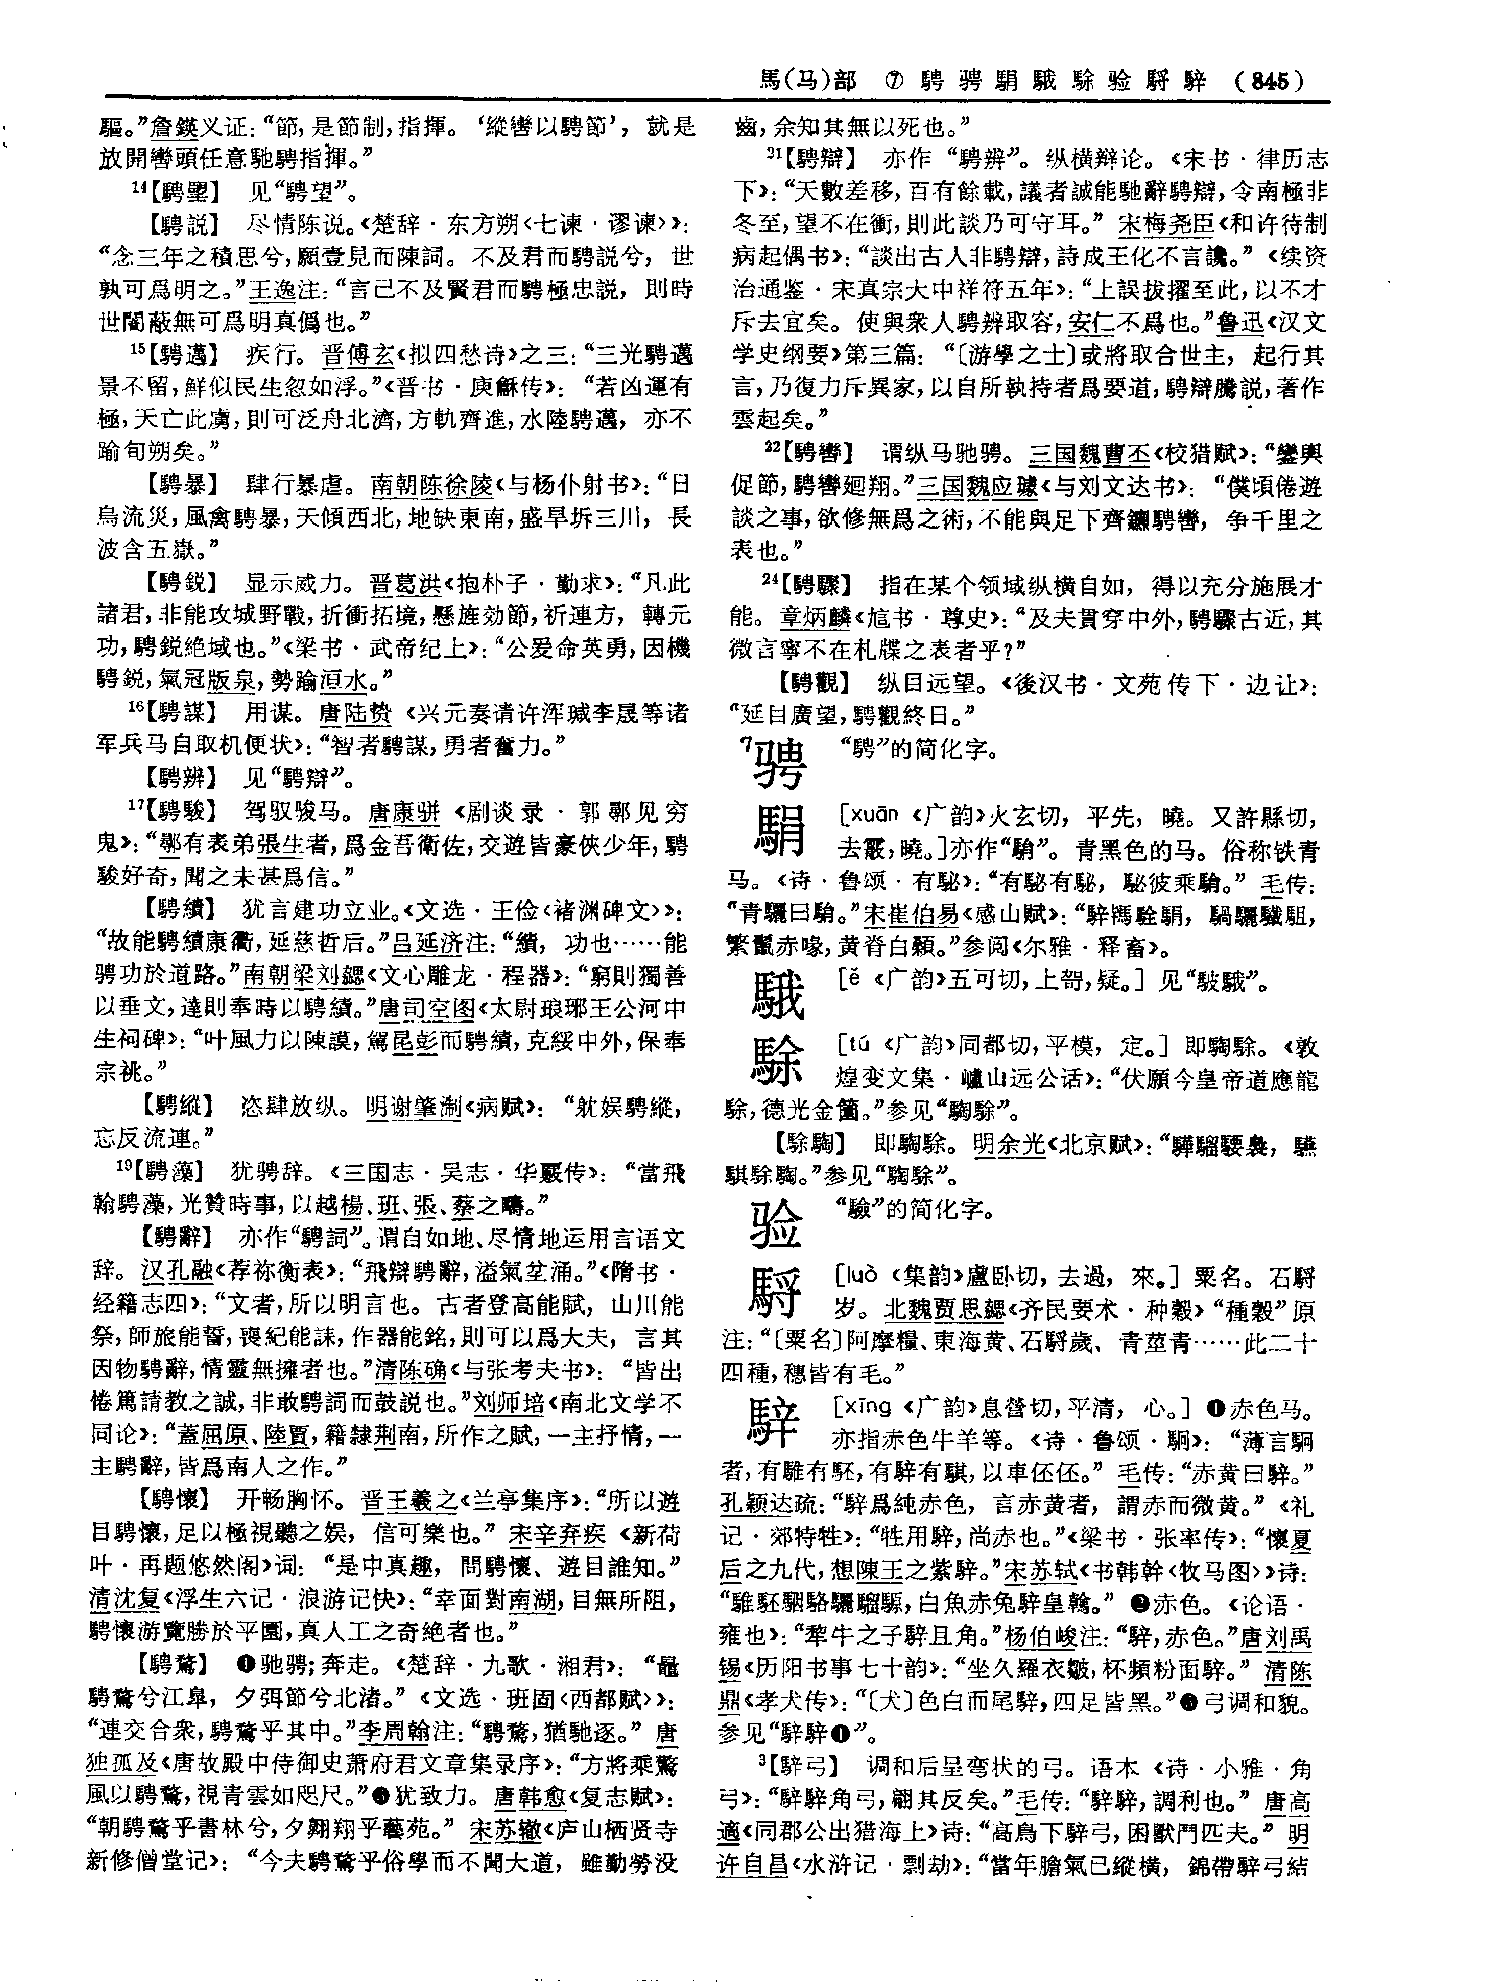 馬(马)部 ⑦ 騁 骋 駽 騀 駼 验 𩣑 騂 (845)
驅。”詹鍈义证:“節,是節制,指揮。‘縱轡以騁節’,就是
放開轡頭任意馳騁指揮。”
14【騁朢】 见“騁望”。
【騁説】 尽情陈说。《楚辞·东方朔〈七谏·谬谏〉》:
“念三年之積思兮,願壹見而陳詞。不及君而騁説兮,世
孰可爲明之。”王逸注:“言己不及賢君而騁極忠説,則時
世闇蔽無可爲明真僞也。”
15【騁邁】 疾行。晋傅玄《拟四愁诗》之三:“三光騁邁
景不留,鮮似民生忽如浮。”《晋书·庾龢传》:“若凶運有
極,天亡此虜,則可泛舟北濟,方軌齊進,水陸騁邁,亦不
踰旬朔矣。”
【騁暴】 肆行暴虐。南朝陈徐陵《与杨仆射书》:“日
烏流災,風禽騁暴,天傾西北,地缺東南,盛旱坼三川,長
波含五嶽。”
【騁鋭】 显示威力。晋葛洪《抱朴子·勤求》:“凡此
諸君,非能攻城野戰,折衝拓境,懸旌効節,祈連方,轉元
功,騁鋭絶域也。”《梁书·武帝纪上》:“公爰命英勇,因機
騁鋭,氣冠版泉,勢踰洹水。”
16【騁謀】 用谋。唐陆贽《兴元奏请许浑瑊李晟等诸
军兵马自取机便状》:“智者騁謀,勇者奮力。”
【騁辨】 见“騁辯”。
17【騁駿】 驾驭骏马。唐康骈《剧谈录·郭鄩见穷
鬼》:“鄩有表弟張生者,爲金吾衛佐,交遊皆豪俠少年,騁
駿好奇,聞之未甚爲信。”
【騁績】 犹言建功立业。《文选·王俭〈褚渊碑文〉》:
“故能騁績康衢,延慈哲后。”吕延济注:“績,功也……能
骋功於道路。”南朝梁刘勰《文心雕龙·程器》:“窮則獨善
以垂文,達則奉時以騁績。”唐司空图《太尉琅琊王公河中
生祠碑》:“叶風力以陳謨,駕昆彭而騁績,克綏中外,保奉
宗祧。”
【騁縱】 恣肆放纵。明谢肇淛《病赋》:“躭娱騁縱,
忘反流連。”
19【騁藻】 犹骋辞。《三国志·吴志·华覈传》:“當飛
翰騁藻,光贊時事,以越楊、班、張、蔡之疇。”
【騁辭】 亦作“騁詞”。谓自如地、尽情地运用言语文
辞。汉孔融《荐祢衡表》:“飛辯騁辭,溢氣坌涌。”《隋书·
经籍志四》:“文者,所以明言也。古者登高能賦,山川能
祭,師旅能誓,喪紀能誄,作器能銘,則可以爲大夫,言其
因物騁辭,情靈無擁者也。”清陈确《与张考夫书》:“皆出
惓篤請教之誠,非敢騁詞而鼓説也。”刘师培《南北文学不
同论》:“蓋屈原、陸賈,籍隸荆南,所作之賦,一主抒情,一
主騁辭,皆爲南人之作。”
【騁懷】 开畅胸怀。晋王羲之《兰亭集序》:“所以遊
目騁懷,足以極視聽之娱,信可樂也。”宋辛弃疾《新荷
叶·再题悠然阁》词:“是中真趣,問騁懷、遊目誰知。”
清沈复《浮生六记·浪游记快》:“幸面對南湖,目無所阻,
騁懷游覽勝於平園,真人工之奇絶者也。”
【騁鶩】 ❶驰骋;奔走。《楚辞·九歌·湘君》:“鼂
騁鶩兮江臯,夕弭節兮北渚。”《文选·班固〈西都赋〉》:
“連交合衆,騁鶩乎其中。”李周翰注:“騁鶩,猶馳逐。”唐
独孤及《唐故殿中侍御史萧府君文章集录序》:“方將乘鶩
風以騁鶩,視青雲如咫尺。”❷犹致力。唐韩愈《复志赋》:
“朝騁鶩乎書林兮,夕翱翔乎藝苑。”宋苏辙《庐山栖贤寺
新修僧堂记》:“今夫騁鶩乎俗學而不聞大道,雖勤勞没
齒,余知其無以死也。”
21【騁辯】 亦作“騁辨”。纵横辩论。《宋书·律历志
下》:“天數差移,百有餘載,議者誠能馳辭騁辯,令南極非
冬至,望不在衝,則此談乃可守耳。”宋梅尧臣《和许待制
病起偶书》:“談出古人非騁辯,詩成王化不言讒。”《续资
治通鉴·宋真宗大中祥符五年》:“上誤拔擢至此,以不才
斥去宜矣。使與衆人騁辨取容,安仁不爲也。”鲁迅《汉文
学史纲要》第三篇:“〔游學之士〕或將取合世主,起行其
言,乃復力斥異家,以自所執持者爲要道,騁辯騰説,著作
雲起矣。”
22【騁轡】 谓纵马驰骋。三国魏曹丕《校猎赋》:“鑾輿
促節,騁轡廻翔。”三国魏应璩《与刘文达书》:“僕頃倦遊
談之事,欲修無爲之術,不能與足下齊鑣騁轡,争千里之
表也。”
24【騁驟】 指在某个领域纵横自如,得以充分施展才
能。章炳麟《訄书·尊史》:“及夫貫穿中外,騁驟古近,其
微言寧不在札牒之表者乎?”
【騁觀】 纵目远望。《後汉书·文苑传下·边让》:
“延目廣望,騁觀終日。”
7骋 “騁”的简化字。
駽 [xuān 《广韵》火玄切,平先,曉。又許縣切,
去霰,曉。]亦作“䮍”。青黑色的马。俗称铁青
马。《诗·鲁颂·有駜》:“有駜有駜,駜彼乘駽。”毛传:
“青驪曰駽。”宋崔伯易《感山赋》:“騂騽駩駽,騧驪驖駔,
繁鬣赤喙,黄脊白顙。”参阅《尔雅·释畜》。
騀 [ě 《广韵》五可切,上哿,疑。] 见“駊騀”。
駼 [tú 《广韵》同都切,平模,定。] 即騊駼。《敦
煌变文集·廬山远公话》:“伏願今皇帝道應龍
駼,德光金箇。”参见“騊駼”。
【駼騊】 即騊駼。明余光《北京赋》:“驊騮騕褭,驥
騏駼騊。”参见“騊駼”。
验 “驗”的简化字。
𩣑 [luò 《集韵》盧卧切,去過,來。] 粟名。石𩣑
岁。北魏贾思勰《齐民要术·种穀》“種穀”原
注:“〔粟名〕阿摩糧、東海黄、石𩣑歲、青莖青……此二十
四種,穗皆有毛。”
騂 [xīng 《广韵》息營切,平清,心。] ❶赤色马。
亦指赤色牛羊等。《诗·鲁颂·駉》:“薄言駉
者,有騅有駓,有騂有騏,以車伾伾。”毛传:“赤黄曰騂。”
孔颖达疏:“騂爲純赤色,言赤黄者,謂赤而微黄。”《礼
记·郊特牲》:“牲用騂,尚赤也。”《梁书·张率传》:“懷夏
后之九代,想陳王之紫騂。”宋苏轼《书韩幹〈牧马图〉》诗:
“騅駓駰駱驪騮騵,白魚赤兔騂皇鶾。”❷赤色。《论语·
雍也》:“犂牛之子騂且角。”杨伯峻注:“騂,赤色。”唐刘禹
锡《历阳书事七十韵》:“坐久羅衣皺,杯頻粉面騂。”清陈
鼎《孝犬传》:“〔犬〕色白而尾騂,四足皆黑。”❸弓调和貌。
参见“騂騂❶”。
3【騂弓】 调和后呈弯状的弓。语本《诗·小雅·角
弓》:“騂騂角弓,翩其反矣。”毛传:“騂騂,調利也。”唐高
適《同郡公出猎海上》诗:“高鳥下騂弓,困獸鬥匹夫。”明
许自昌《水浒记·剽劫》:“當年膽氣已縱横,錦帶騂弓結